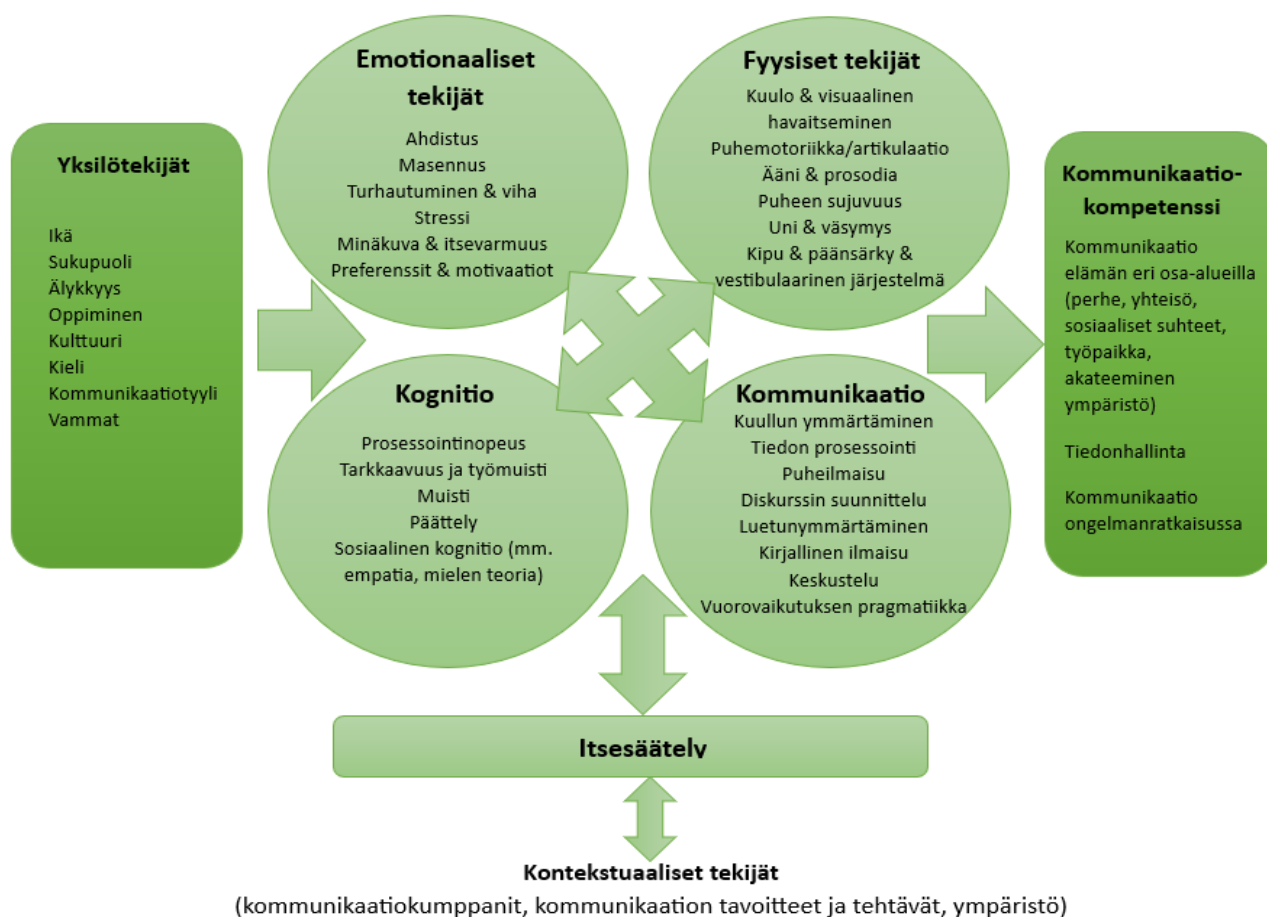 Yksilötekijät
Ikä
Sukupuoli
Älykkyys
Oppiminen
Kulttuuri
Kieli
Kommunikaatiotyyli
Vammat
Emotionaaliset
tekijät
Ahdistus
Masennus
Turhautuminen & viha
Stressi
Minäkuva & itsevarmuus
Preferenssit & motivaatiot
Fyysiset tekijät
Kuulo & visuaalinen
havaitseminen
Puhemotoriikka/artikulaatio
Ääni & prosodia
Puheen sujuvuus
Uni & väsymys
Kipu & päänsärky &
vestibulaarinen järjestelmä
Kognitio
Prosessointinopeus
Tarkkaavuus ja työmuisti
Muisti
Päättely
Sosiaalinen kognitio (mm.
empatia, mielen teoria)
Kommunikaatio
Kuullun ymmärtäminen
Tiedon prosessointi
Puheilmaisu
Diskurssin suunnittelu
Luetunymmärtäminen
Kirjallinen ilmaisu
Keskustelu
Vuorovaikutuksen pragmatiikka
Kommunikaatio-
kompetenssi
Kommunikaatio
elämän eri osa-alueilla
(perhe, yhteisö,
sosiaaliset suhteet,
työpaikka,
akateeminen
ympäristö)
Tiedonhallinta
Kommunikaatio
ongelmanratkaisussa
Itsesäätely
Kontekstuaaliset tekijät
(kommunikaatiokumppanit, kommunikaation tavoitteet ja tehtävät, ympäristö)